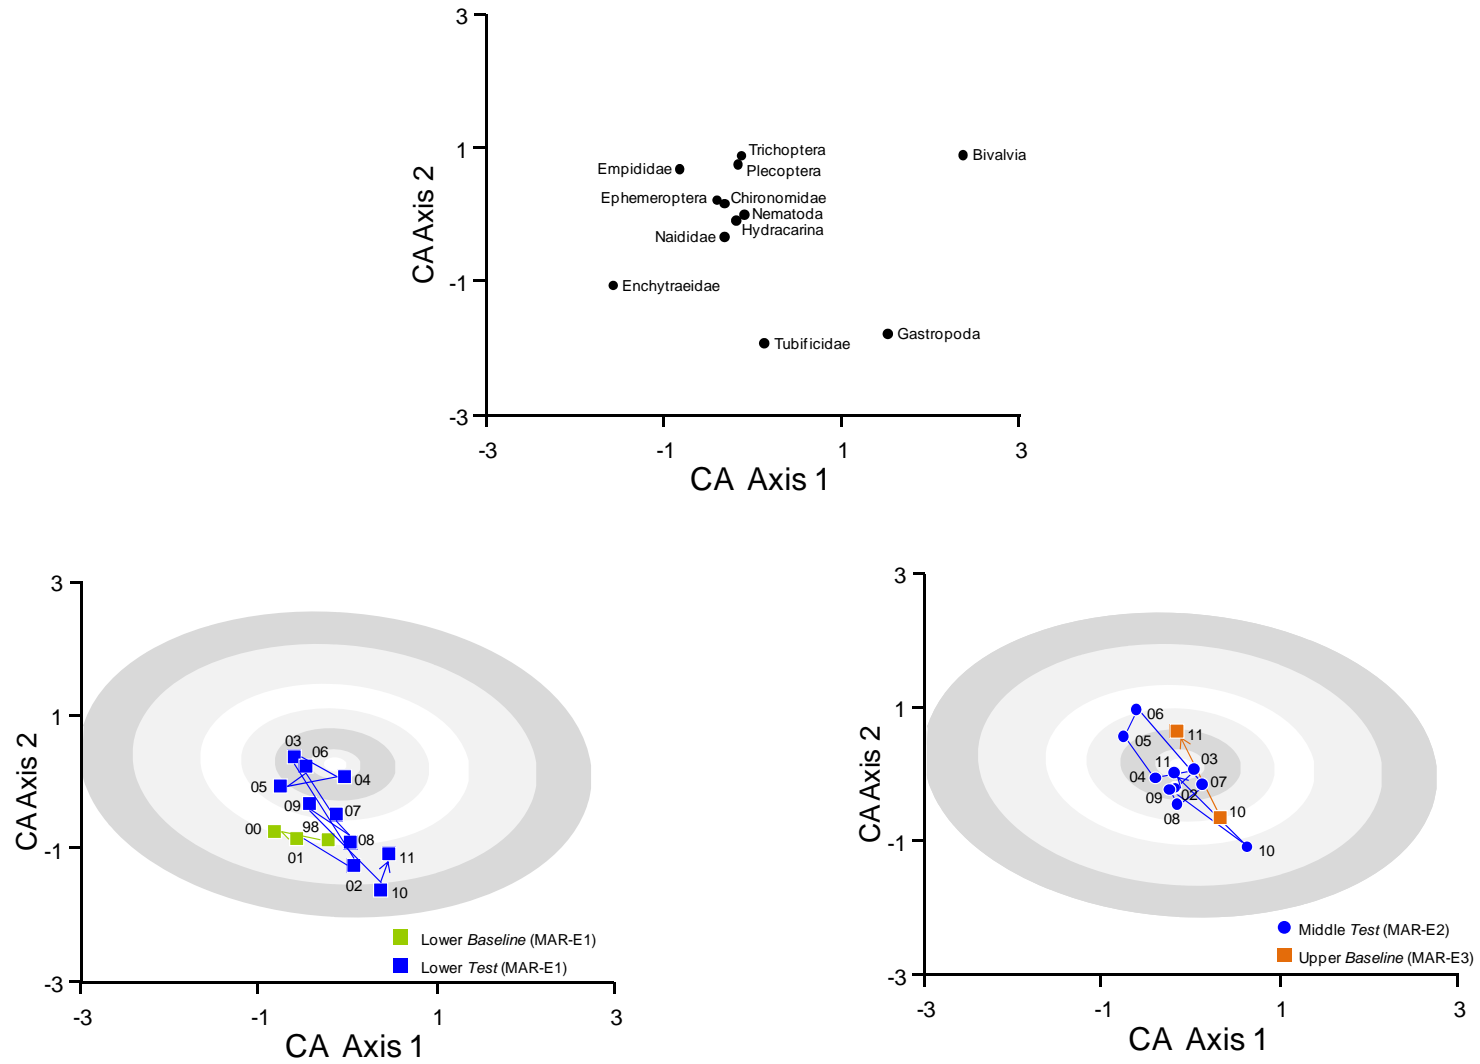 3
1
-1
-3
CA Axis 2
Trichoptera
Plecoptera
Empididae
Bivalvia
Ephemeroptera
Chironomidae
Nematoda
Hydracarina
Naididae
Enchytraeidae
Gastropoda
Tubificidae
-3
-1
1
3
CA Axis 1
3
1
-1
-3
CA Axis 2
03
06
04
05
09
07
98
00
01
08
11
02
10
Lower Baseline (MAR-E1)
Lower Test (MAR-E1)
-3
-1
1
3
CA Axis 1
3
1
-1
-3
CA Axis 2
06
11
05
03
11
04
07
02
09
10
08
10
Middle Test (MAR-E2)
Upper Baseline (MAR-E3)
-3
-1
1
3
CA Axis 1